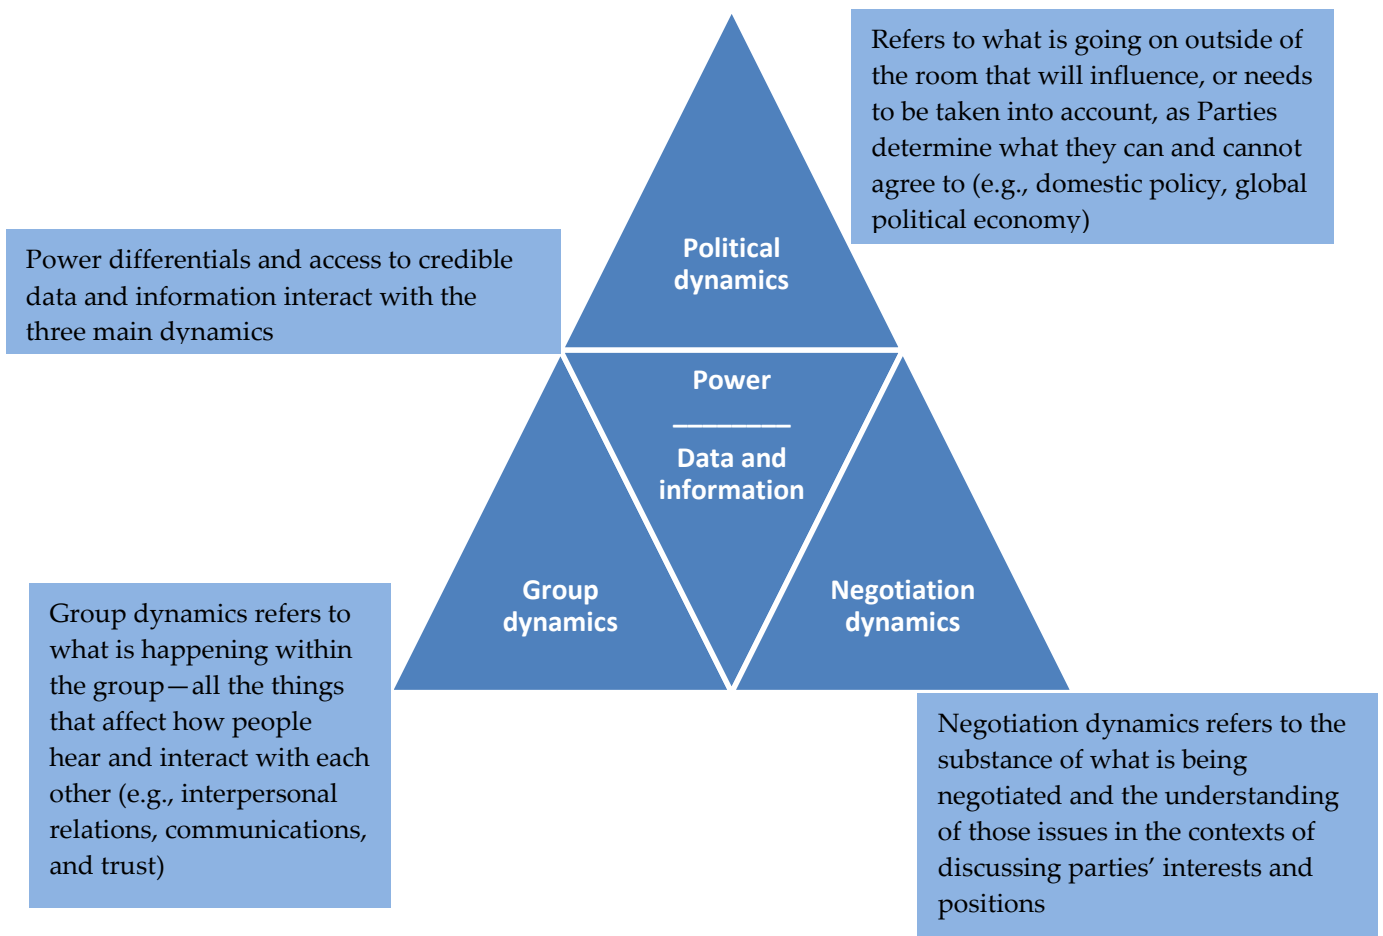 Refers to what is going on outside of
the room that will influence, or needs
to be taken into account, as Parties
determine what they can and cannot
agree to (e.g., domestic policy, global
political economy)
Political
dynamics
Power differentials and access to credible
data and information interact with the
three main dynamics
Power
________
Data and
information
Group
dynamics
Negotiation
dynamics
Group dynamics refers to
what is happening within
the group—all the things
that affect how people
hear and interact with each
other (e.g., interpersonal
relations, communications,
and trust)
Negotiation dynamics refers to the
substance of what is being
negotiated and the understanding
of those issues in the contexts of
discussing parties’ interests and
positions